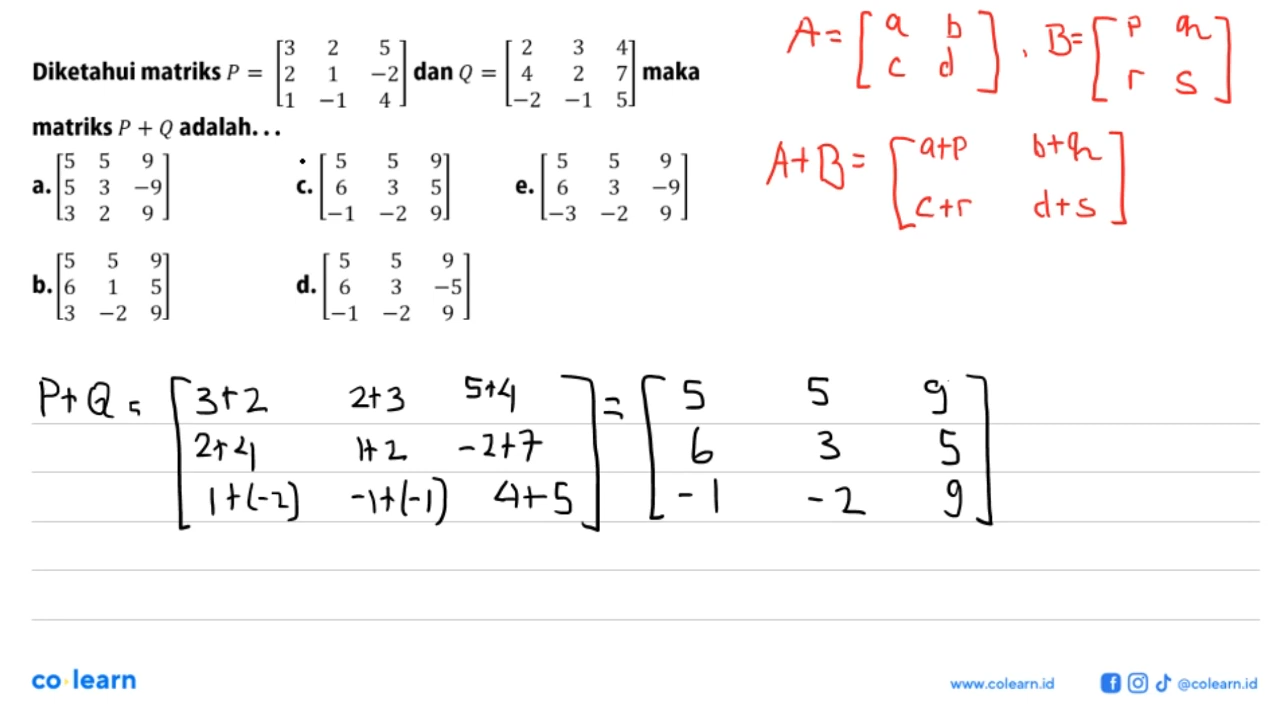 Diketahui matriks P = [3 2 5
2 1 −2
1 −1 4] dan Q = [2 3 4
4 2 7
−2 −1 5] maka
matriks P + Q adalah...
a. [5 5 9
5 3 −9
3 2 9]
c. [5 5 9
6 3 5
−1 −2 9]
e. [5 5 9
6 3 −9
−3 −2 9]
b. [5 5 9
6 1 5
3 −2 9]
d. [5 5 9
6 3 −5
−1 −2 9]
A = [a b
c d] , B = [p q
r s]
A + B = [a+p b+q
c+r d+s]
P + Q = [3+2 2+3 5+4
2+4 1+2 -2+7
1+(-2) -1+(-1) 4+5] = [5 5 9
6 3 5
-1 -2 9]
co learn
www.colearn.id
@colearn.id